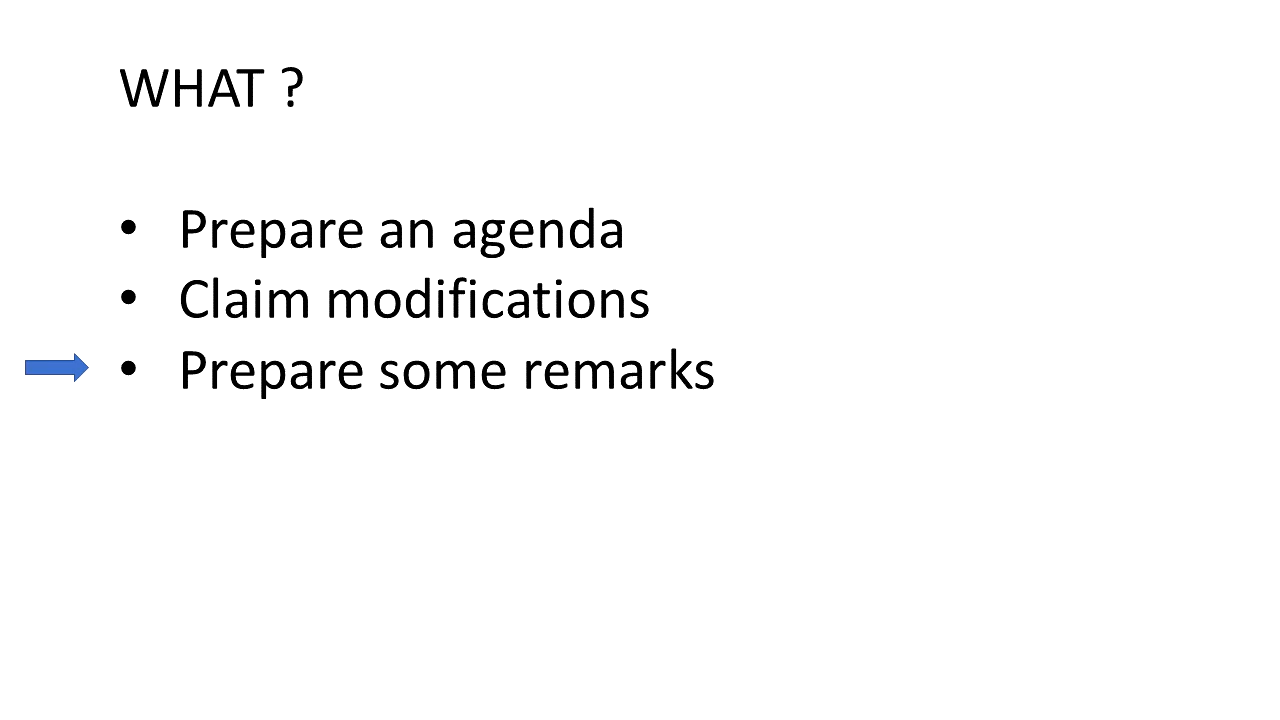 WHAT ?
• Prepare an agenda
• Claim modifications
• Prepare some remarks